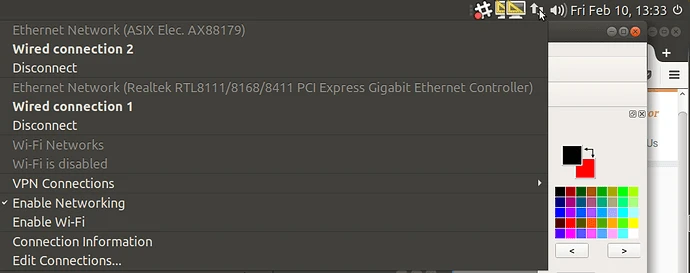 Fri Feb 10, 13:33
Ethernet Network (ASIX Elec. AX88179)
Wired connection 2
Disconnect
Ethernet Network (Realtek RTL8111/8168/8411 PCI Express Gigabit Ethernet Controller)
Wired connection 1
Disconnect
Wi-Fi Networks
Wi-Fi is disabled
VPN Connections
Enable Networking
Enable Wi-Fi
Connection Information
Edit Connections...
or
Us
< >